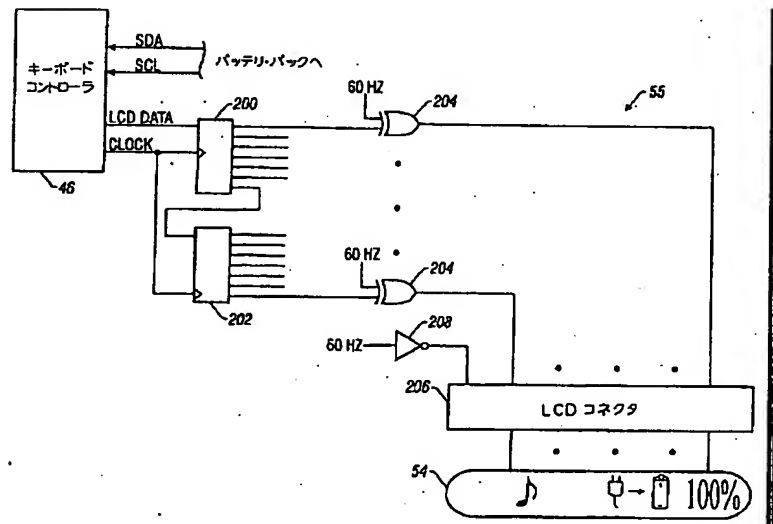 キーボード
コントローラ
46
SDA
SCL
バッテリ・パックへ
LCD DATA
CLOCK
200
202
60 HZ
204
55
60 HZ
204
60 HZ
208
206
LCD コネクタ
54
100%